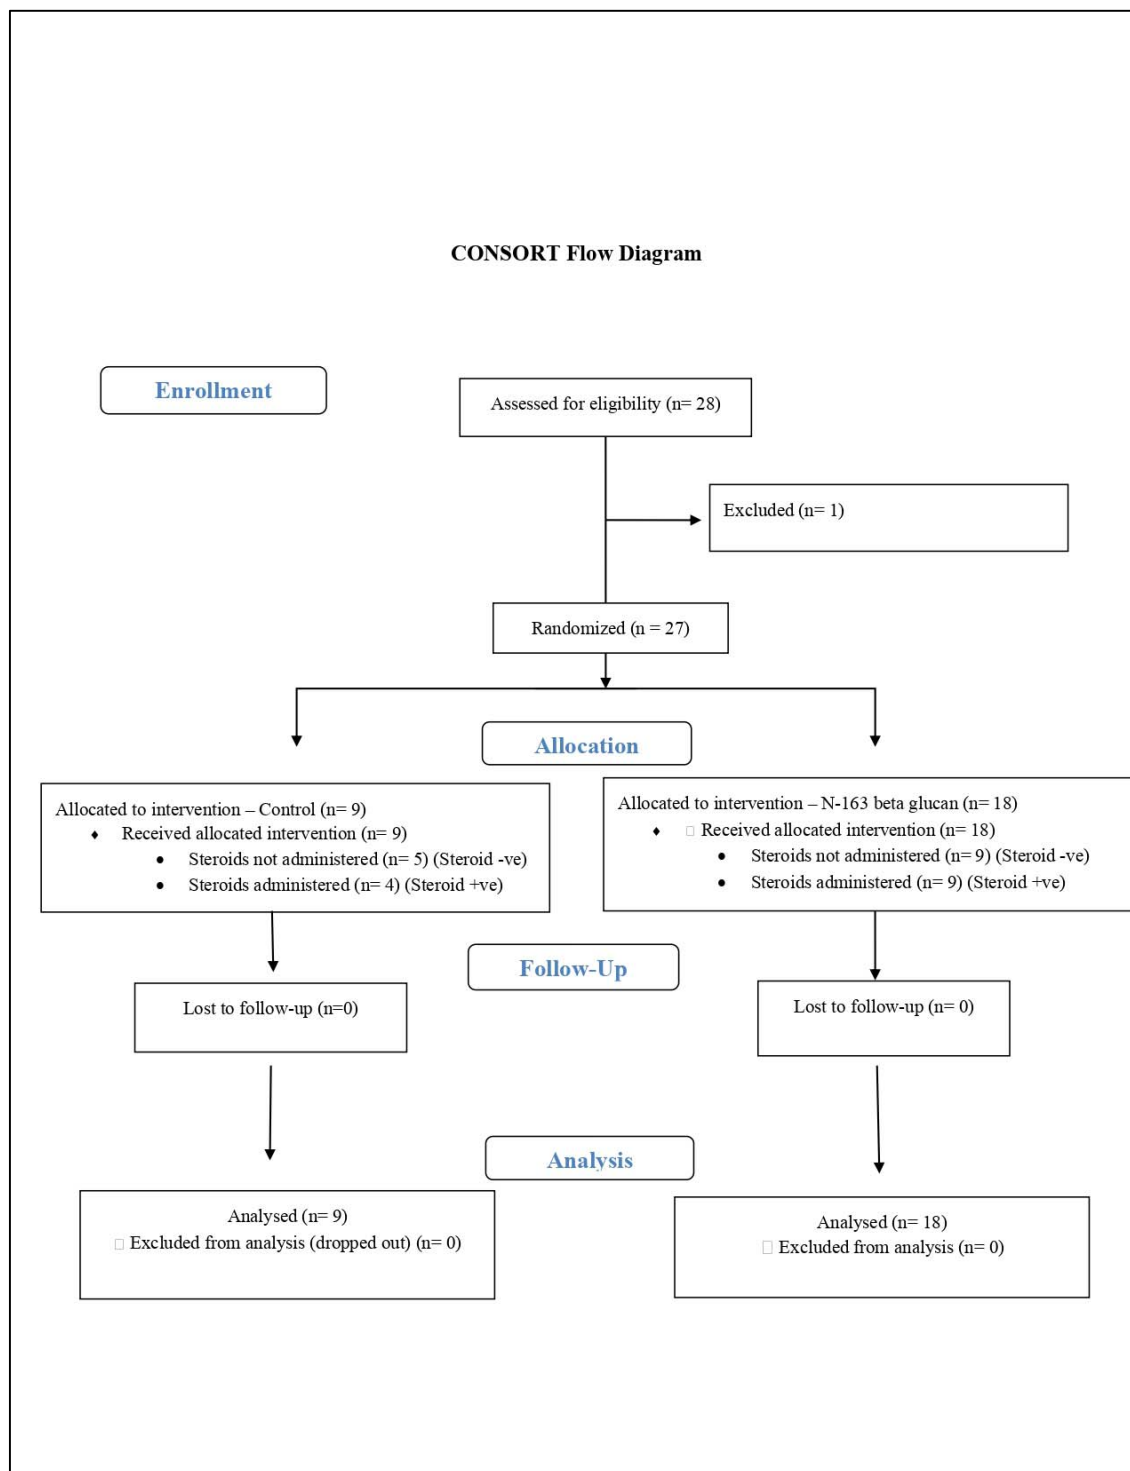 CONSORT Flow Diagram
Enrollment
Assessed for eligibility (n= 28)
Excluded (n= 1)
Randomized (n = 27)
Allocation
Allocated to intervention – Control (n= 9)
♦ Received allocated intervention (n= 9)
● Steroids not administered (n= 5) (Steroid -ve)
● Steroids administered (n= 4) (Steroid +ve)
Allocated to intervention – N-163 beta glucan (n= 18)
♦ □ Received allocated intervention (n= 18)
● Steroids not administered (n= 9) (Steroid -ve)
● Steroids administered (n= 9) (Steroid +ve)
Follow-Up
Lost to follow-up (n=0)
Lost to follow-up (n= 0)
Analysis
Analysed (n= 9)
□ Excluded from analysis (dropped out) (n= 0)
Analysed (n= 18)
□ Excluded from analysis (n= 0)